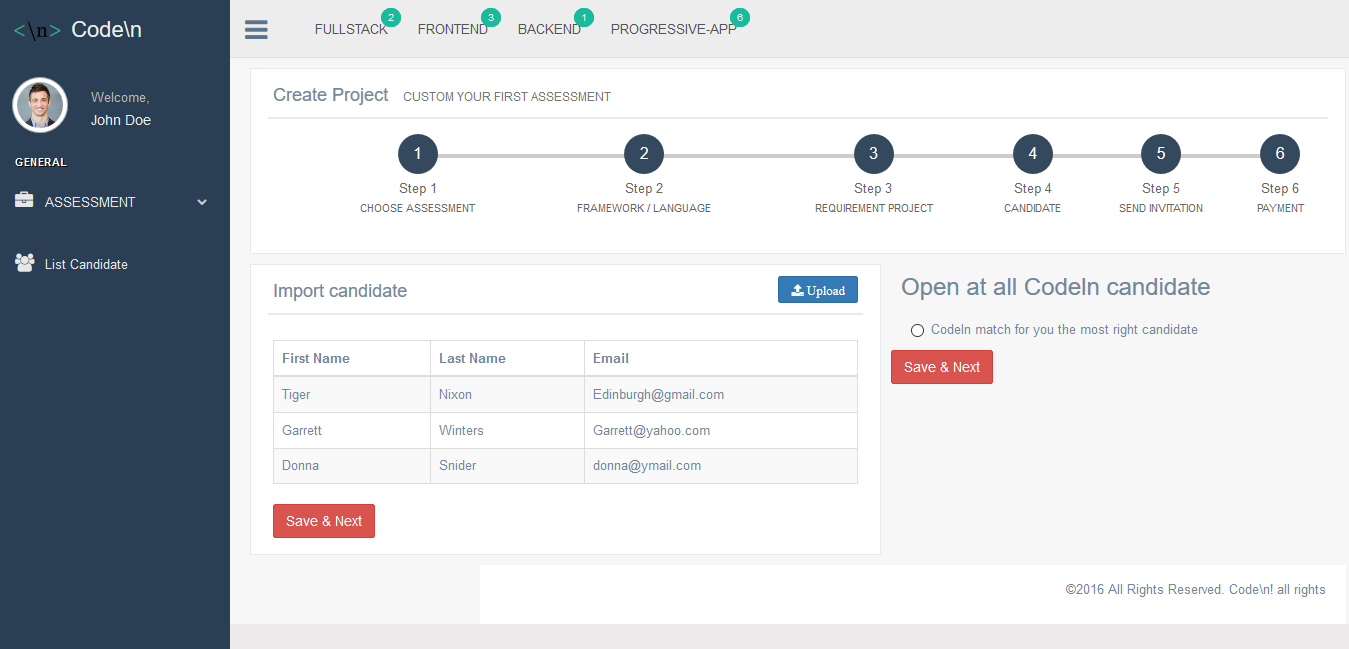 <\n> Code\n
Welcome,
John Doe
GENERAL
ASSESSMENT
List Candidate
FULLSTACK 2 FRONTEND 3 BACKEND 1 PROGRESSIVE-APP 6
Create Project CUSTOM YOUR FIRST ASSESSMENT
1 2 3 4 5 6
Step 1 Step 2 Step 3 Step 4 Step 5 Step 6
CHOOSE ASSESSMENT FRAMEWORK / LANGUAGE REQUIREMENT PROJECT CANDIDATE SEND INVITATION PAYMENT
Import candidate Upload
First Name Last Name Email
Tiger Nixon Edinburgh@gmail.com
Garrett Winters Garrett@yahoo.com
Donna Snider donna@ymail.com
Save & Next
Open at all CodeIn candidate
CodeIn match for you the most right candidate
Save & Next
©2016 All Rights Reserved. Code\n! all rights